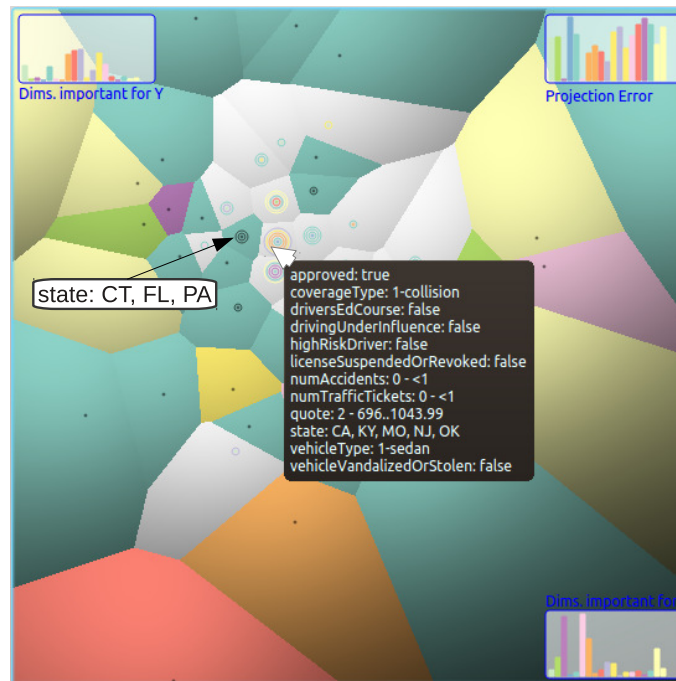 Dims. important for Y
Projection Error
state: CT, FL, PA
approved: true
coverageType: 1-collision
driversEdCourse: false
drivingUnderInfluence: false
highRiskDriver: false
licenseSuspendedOrRevoked: false
numAccidents: 0 - <1
numTrafficTickets: 0 - <1
quote: 2 - 696..1043.99
state: CA, KY, MO, NJ, OK
vehicleType: 1-sedan
vehicleVandalizedOrStolen: false
Dims. important for